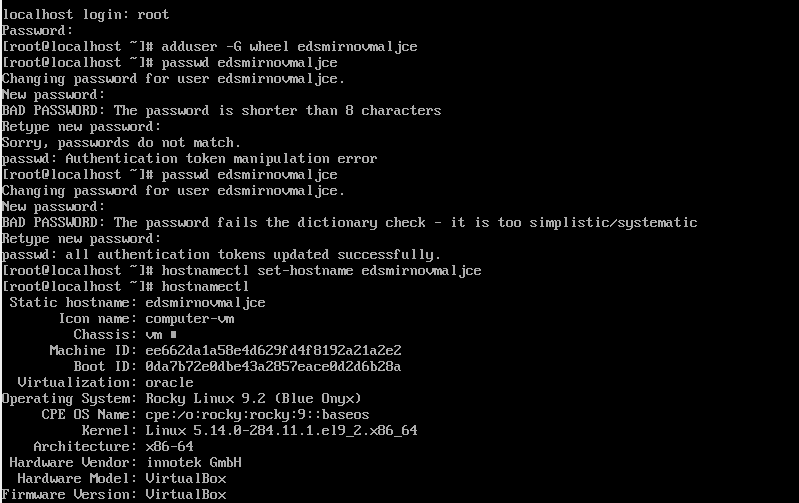 localhost login: root
Password:
[root@localhost ~]# adduser -G wheel edsmirnovmaljce
[root@localhost ~]# passwd edsmirnovmaljce
Changing password for user edsmirnovmaljce.
New password:
BAD PASSWORD: The password is shorter than 8 characters
Retype new password:
Sorry, passwords do not match.
passwd: Authentication token manipulation error
[root@localhost ~]# passwd edsmirnovmaljce
Changing password for user edsmirnovmaljce.
New password:
BAD PASSWORD: The password fails the dictionary check - it is too simplistic/systematic
Retype new password:
passwd: all authentication tokens updated successfully.
[root@localhost ~]# hostnamectl set-hostname edsmirnovmaljce
[root@localhost ~]# hostnamectl
Static hostname: edsmirnovmaljce
Icon name: computer-vm
Chassis: vm ■
Machine ID: ee662da1a58e4d629fd4f8192a21a2e2
Boot ID: 0da7b72e0dbe43a2857eace0d2d6b28a
Virtualization: oracle
Operating System: Rocky Linux 9.2 (Blue Onyx)
CPE OS Name: cpe:/o:rocky:rocky:9::baseos
Kernel: Linux 5.14.0-284.11.1.el9_2.x86_64
Architecture: x86-64
Hardware Vendor: innotek GmbH
Hardware Model: VirtualBox
Firmware Version: VirtualBox